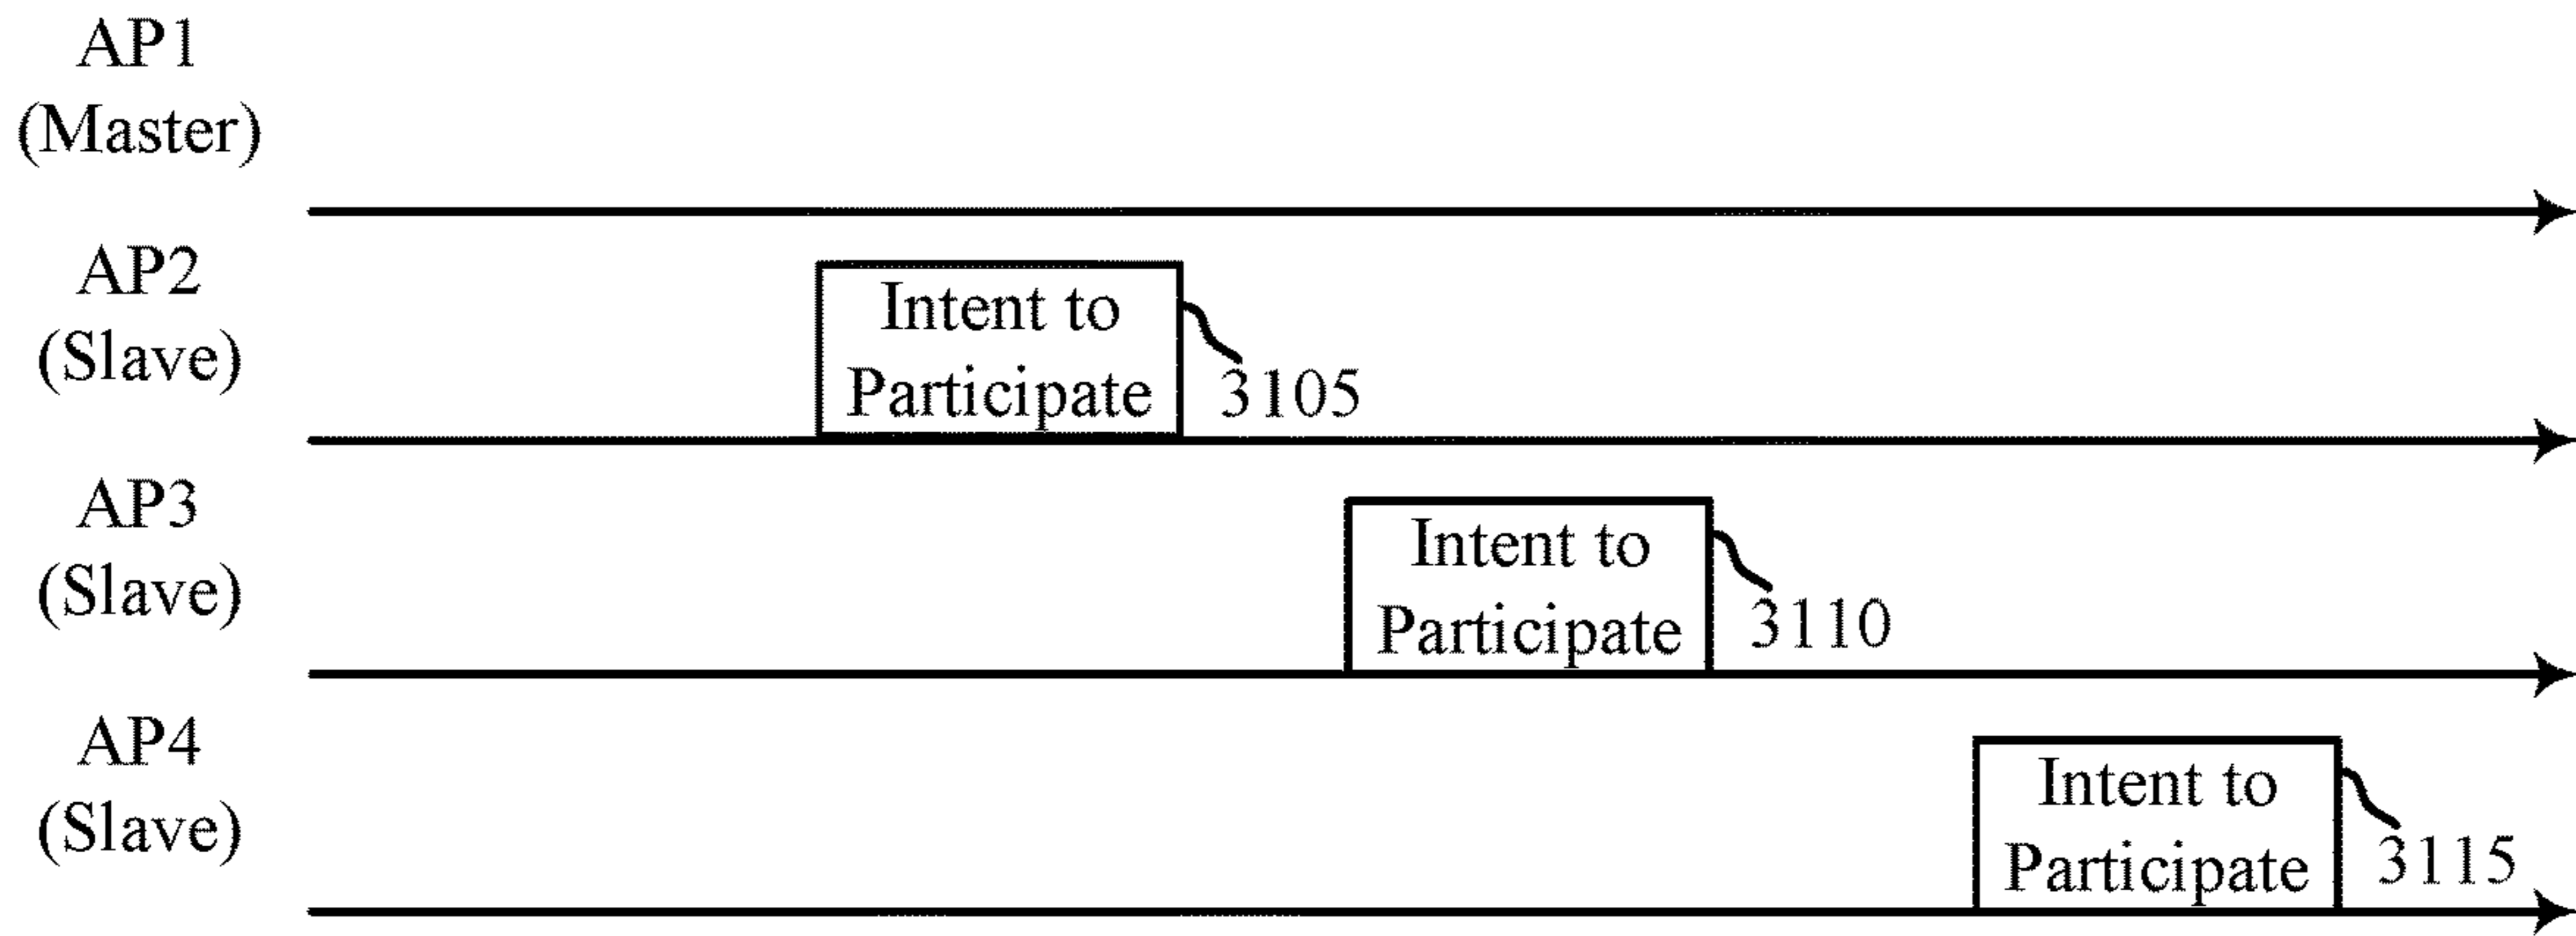 AP1
(Master)
AP2
(Slave)
Intent to
Participate
3105
AP3
(Slave)
Intent to
Participate
3110
AP4
(Slave)
Intent to
Participate
3115